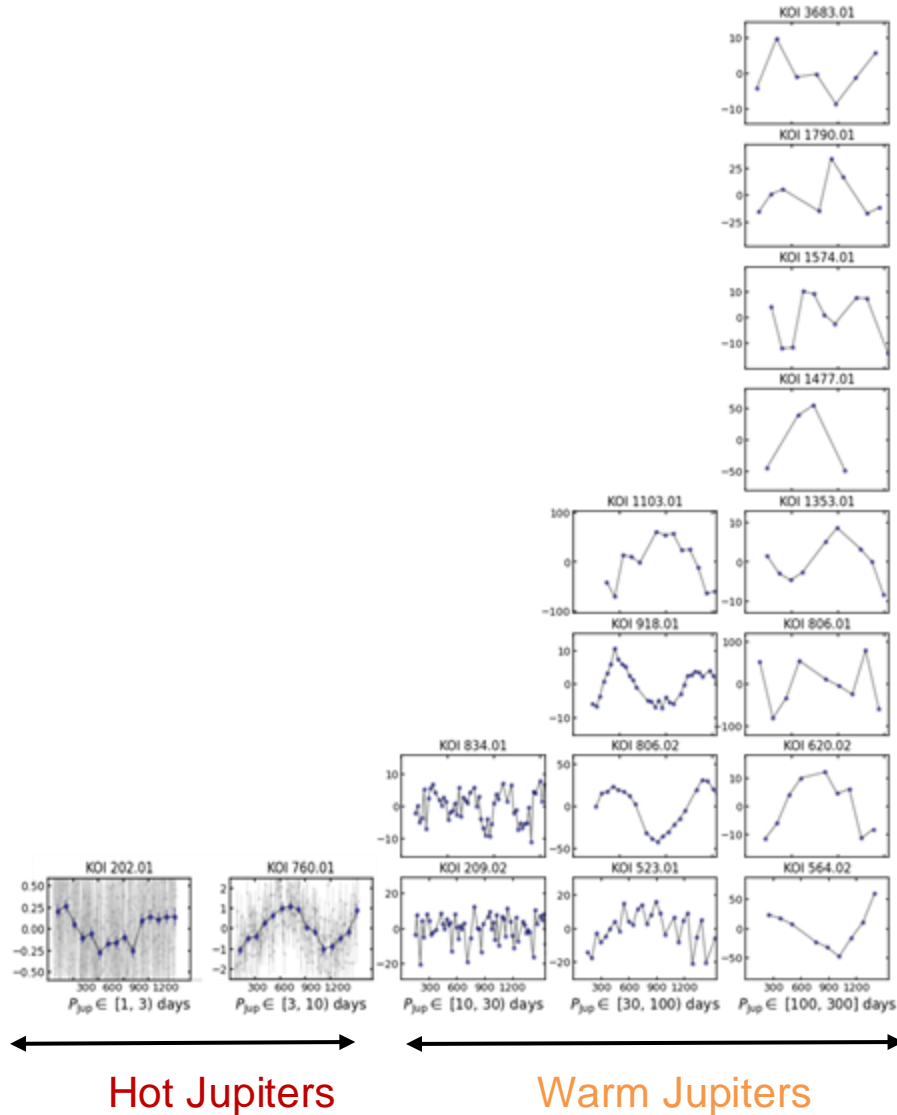 KOI 3683.01
10
0
−10
KOI 1790.01
25
0
−25
KOI 1574.01
10
0
−10
KOI 1477.01
50
0
−50
KOI 1103.01
100
0
−100
KOI 1353.01
10
0
−10
KOI 918.01
10
0
−10
KOI 806.01
100
0
−100
KOI 834.01
10
0
−10
KOI 806.02
50
0
−50
KOI 620.02
10
0
−10
KOI 202.01
0.50
0.25
0.00
−0.25
−0.50
300 600 900 1200
P_Jup ∈ [1, 3) days
KOI 760.01
2
1
0
−1
−2
300 600 900 1200
P_Jup ∈ [3, 10) days
KOI 209.02
20
0
−20
300 600 900 1200
P_Jup ∈ [10, 30) days
KOI 523.01
20
0
−20
300 600 900 1200
P_Jup ∈ [30, 100) days
KOI 564.02
50
0
−50
300 600 900 1200
P_Jup ∈ [100, 300] days
Hot Jupiters
Warm Jupiters